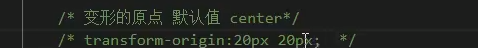 /* 变形的原点 默认值 center*/
/* transform-origin:20px 20px;  */